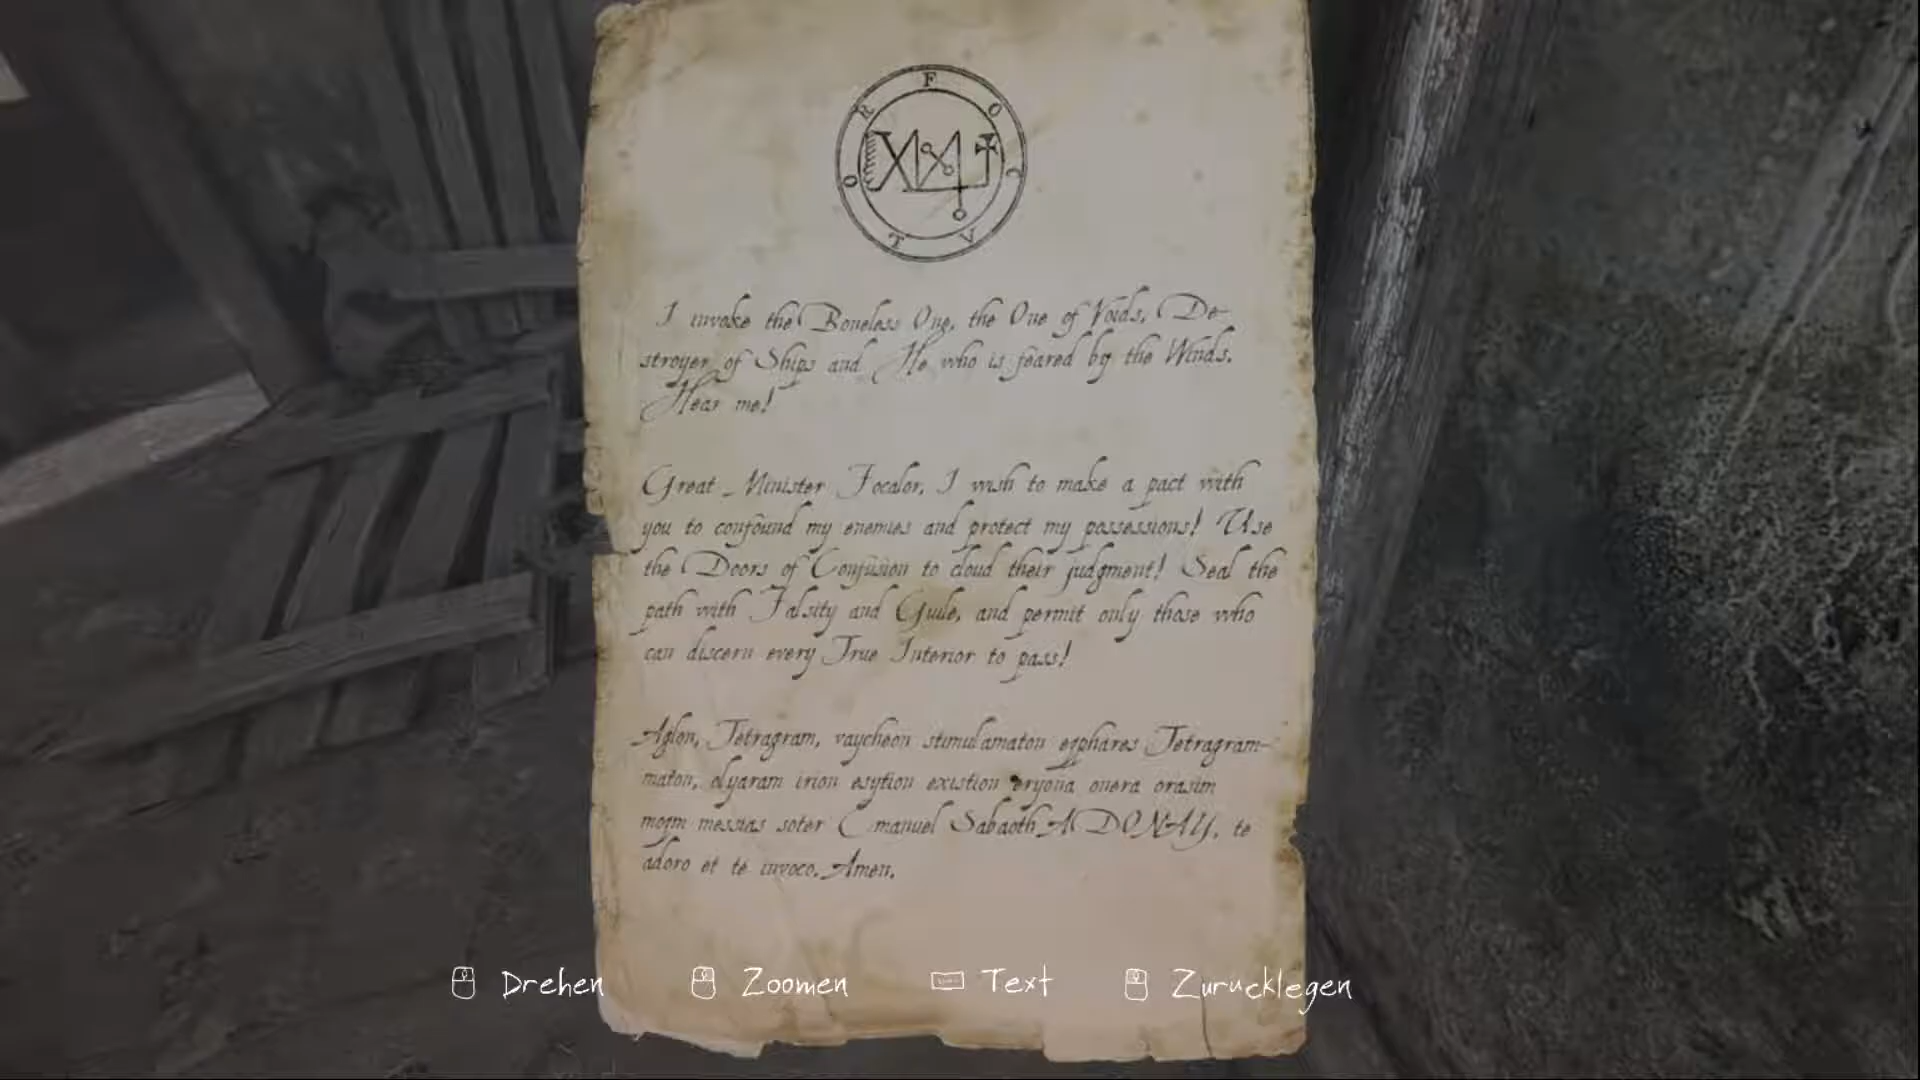 FOCVTOR
I invoke the Boneless One, the One of Voids, De-
stroyer of Ships and He who is feared by the Winds.
Hear me!
Great Minister Focalor, I wish to make a pact with
you to confound my enemies and protect my possessions! Use
the Doors of Confusion to cloud their judgment! Seal the
path with Falsity and Guile, and permit only those who
can discern every True Interior to pass!
Aglon, Tetragram, vaycheon stimulamaton ezphares Tetragram-
maton, olyaram irion esytion existion eryona onera orasim
mozm messias soter Emanuel Sabaoth ADONAY, te
adoro et te invoco. Amen.
Drehen Zoomen Text Zurücklegen